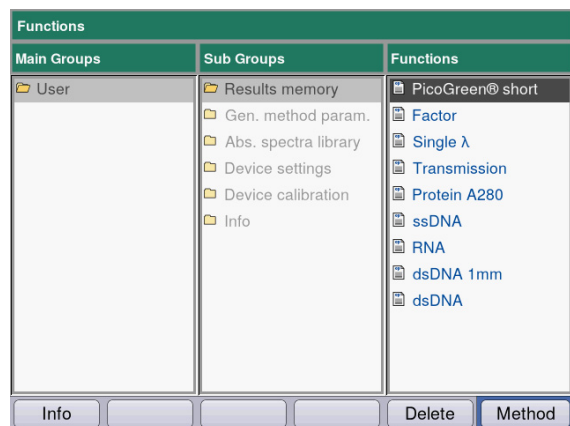 Functions
Main Groups
Sub Groups
Functions
User
Results memory
Gen. method param.
Abs. spectra library
Device settings
Device calibration
Info
PicoGreen® short
Factor
Single λ
Transmission
Protein A280
ssDNA
RNA
dsDNA 1mm
dsDNA
Info
Delete
Method